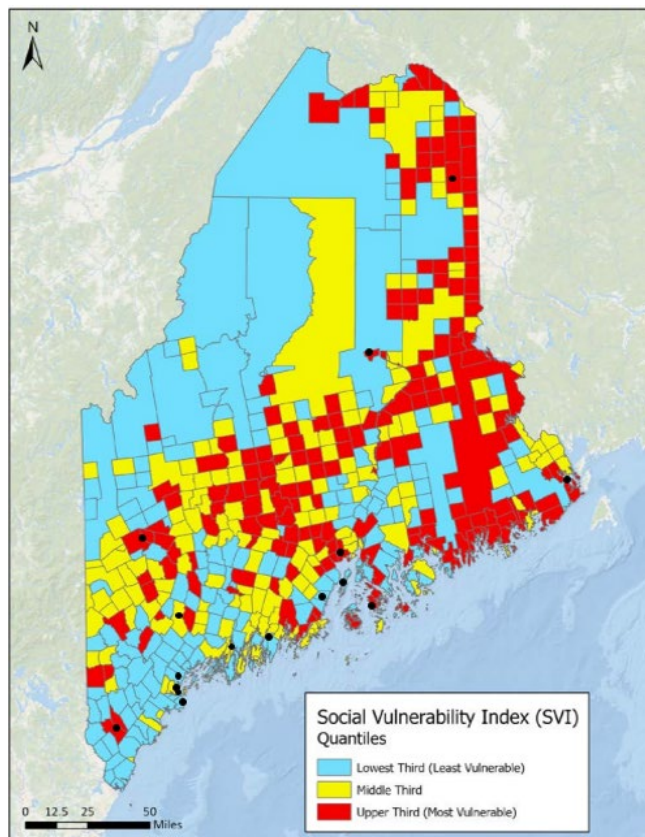 N
Social Vulnerability Index (SVI)
Quantiles
Lowest Third (Least Vulnerable)
Middle Third
Upper Third (Most Vulnerable)
0 12.5 25 50
Miles